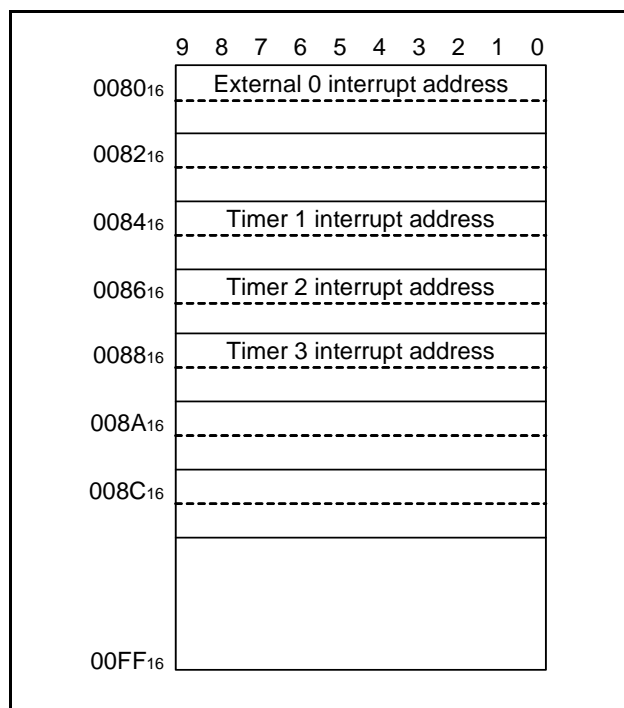 9 8 7 6 5 4 3 2 1 0
0080₁₆ External 0 interrupt address
0082₁₆
0084₁₆ Timer 1 interrupt address
0086₁₆ Timer 2 interrupt address
0088₁₆ Timer 3 interrupt address
008A₁₆
008C₁₆
00FF₁₆